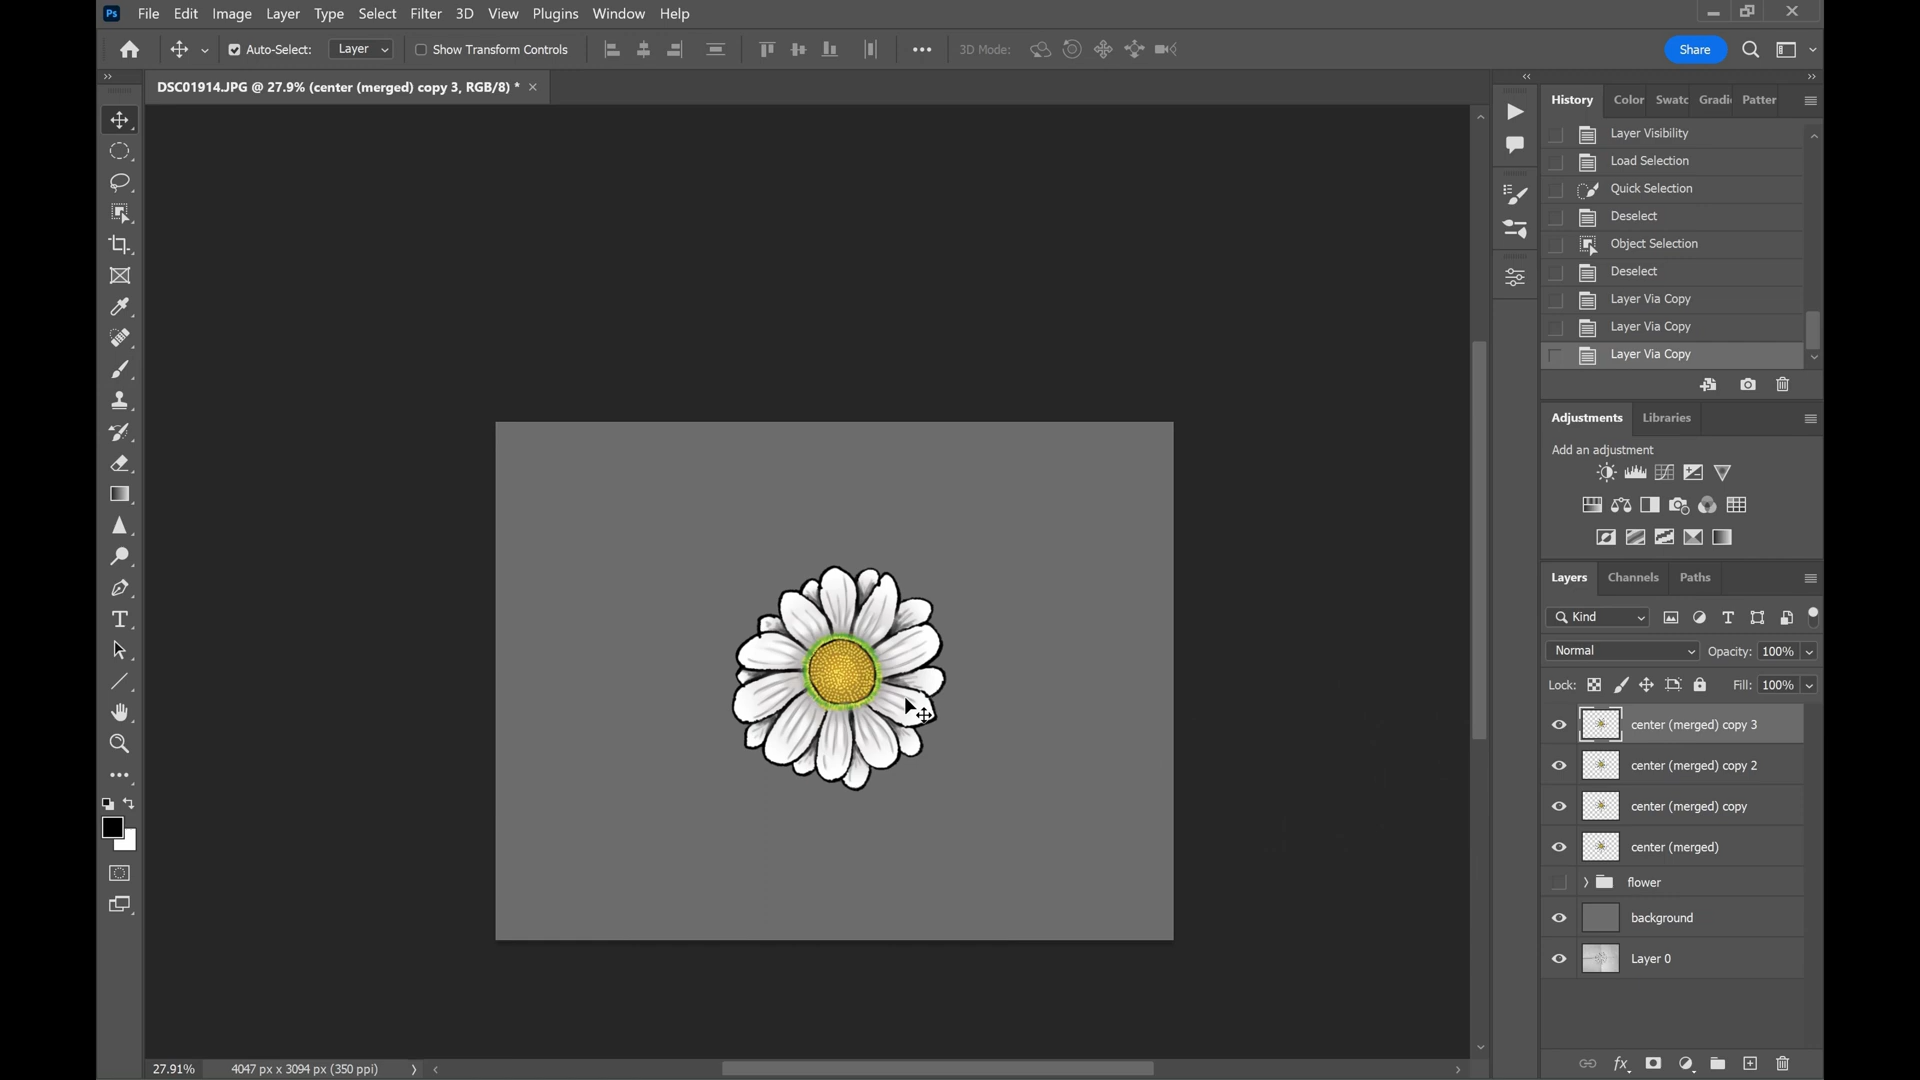 Ps File Edit Image Layer Type Select Filter 3D View Plugins Window Help
Auto-Select: Layer Show Transform Controls 3D Mode: Share
DSC01914.JPG @ 27.9% (center (merged) copy 3, RGB/8) *
History Color Swatc Gradi Patter
Layer Visibility
Load Selection
Quick Selection
Deselect
Object Selection
Deselect
Layer Via Copy
Layer Via Copy
Layer Via Copy
Adjustments Libraries
Add an adjustment
Layers Channels Paths
Kind
Normal Opacity: 100%
Lock: Fill: 100%
center (merged) copy 3
center (merged) copy 2
center (merged) copy
center (merged)
flower
background
Layer 0
27.91% 4047 px x 3094 px (350 ppi)